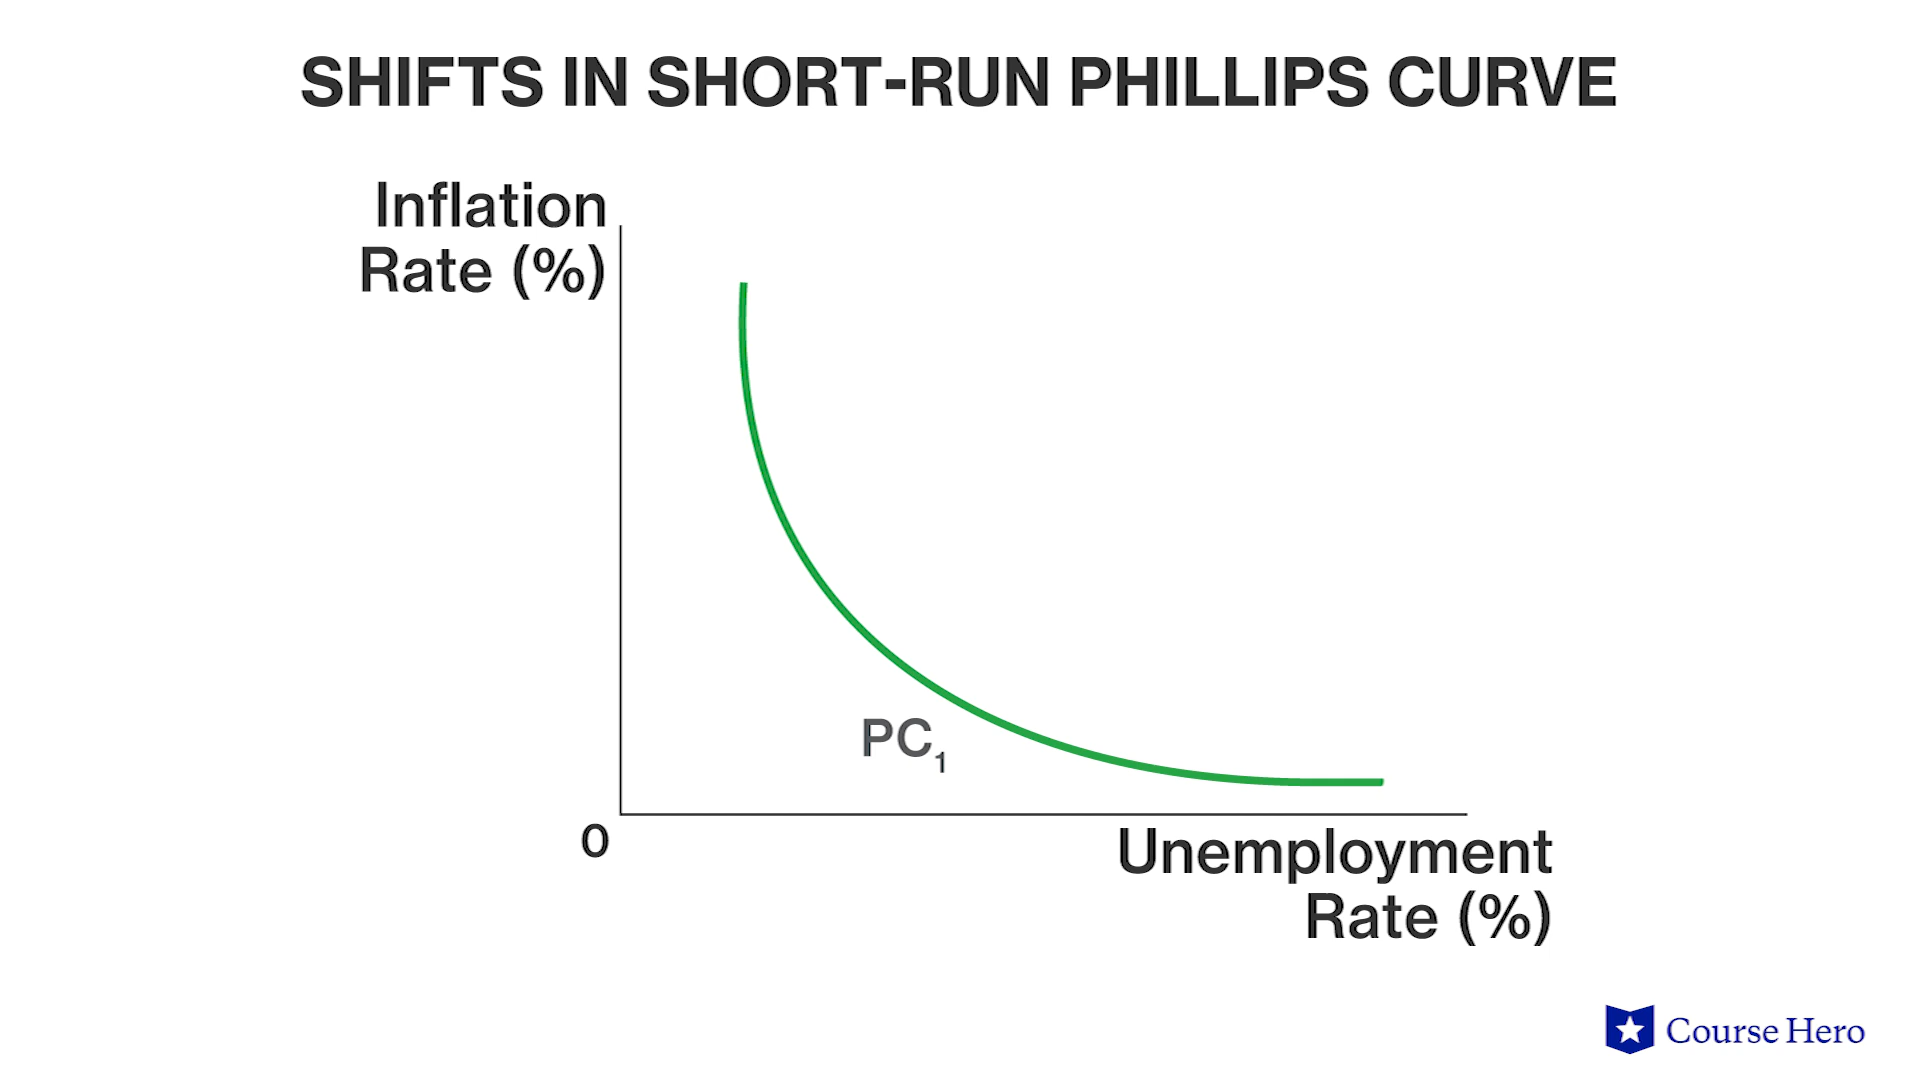 SHIFTS IN SHORT-RUN PHILLIPS CURVE
Inflation
Rate (%)
PC₁
0
Unemployment
Rate (%)
Course Hero